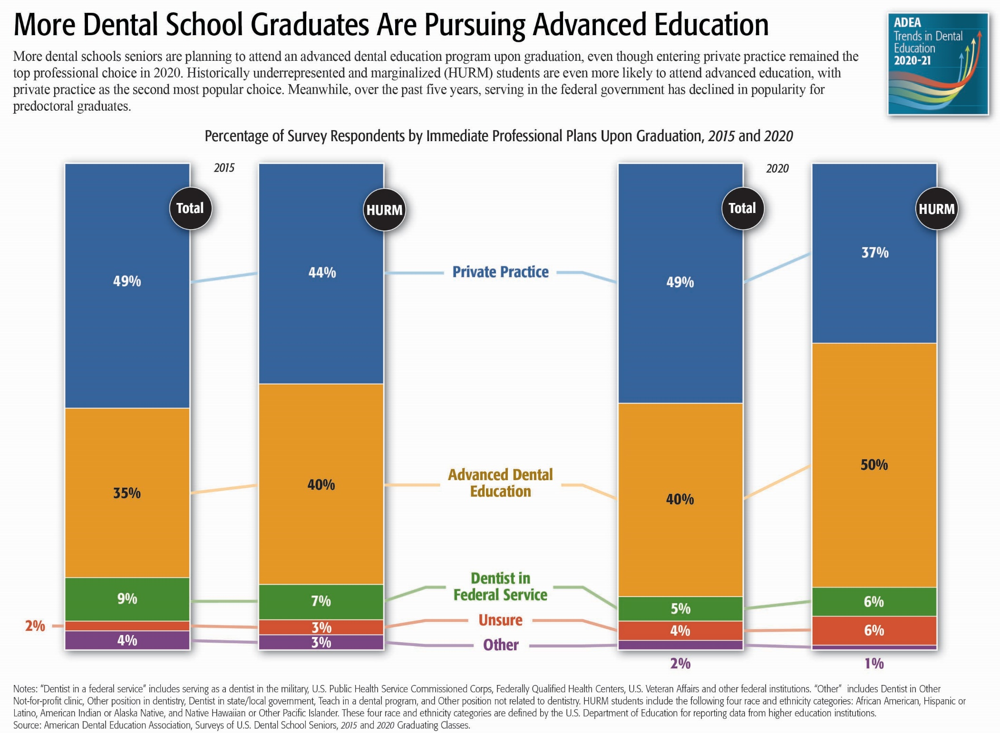 More Dental School Graduates Are Pursuing Advanced Education
More dental schools seniors are planning to attend an advanced dental education program upon graduation, even though entering private practice remained the
top professional choice in 2020. Historically underrepresented and marginalized (HURM) students are even more likely to attend advanced education, with
private practice as the second most popular choice. Meanwhile, over the past five years, serving in the federal government has declined in popularity for
predoctoral graduates.
ADEA
Trends in Dental
Education
2020-21
Percentage of Survey Respondents by Immediate Professional Plans Upon Graduation, 2015 and 2020
2015
2020
Total
HURM
Total
HURM
49%
44%
Private Practice
49%
37%
35%
40%
Advanced Dental
Education
40%
50%
9%
7%
Dentist in
Federal Service
5%
6%
2%
3%
Unsure
4%
6%
4%
3%
Other
2%
1%
Notes: “Dentist in a federal service” includes serving as a dentist in the military, U.S. Public Health Service Commissioned Corps, Federally Qualified Health Centers, U.S. Veteran Affairs and other federal institutions. “Other” includes Dentist in Other
Not-for-profit clinic, Other position in dentistry, Dentist in state/local government, Teach in a dental program, and Other position not related to dentistry. HURM students include the following four race and ethnicity categories: African American, Hispanic or
Latino, American Indian or Alaska Native, and Native Hawaiian or Other Pacific Islander. These four race and ethnicity categories are defined by the U.S. Department of Education for reporting data from higher education institutions.
Source: American Dental Education Association, Surveys of U.S. Dental School Seniors, 2015 and 2020 Graduating Classes.